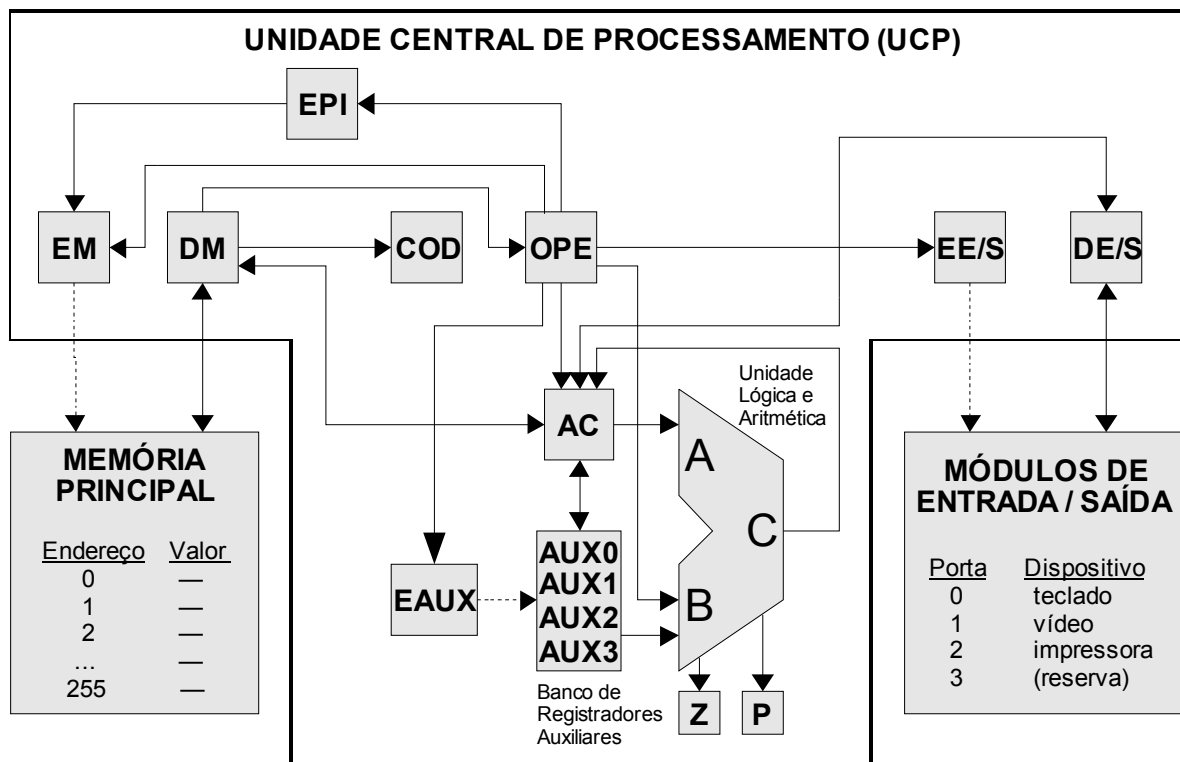 UNIDADE CENTRAL DE PROCESSAMENTO (UCP)
EPI
EM
DM
COD
OPE
EE/S
DE/S
Unidade
Lógica e
Aritmética
AC
A
B
C
MEMÓRIA
PRINCIPAL
Endereço Valor
0 —
1 —
2 —
... —
255 —
EAUX
AUX0
AUX1
AUX2
AUX3
Banco de
Registradores
Auxiliares
Z
P
MÓDULOS DE
ENTRADA / SAÍDA
Porta Dispositivo
0 teclado
1 vídeo
2 impressora
3 (reserva)